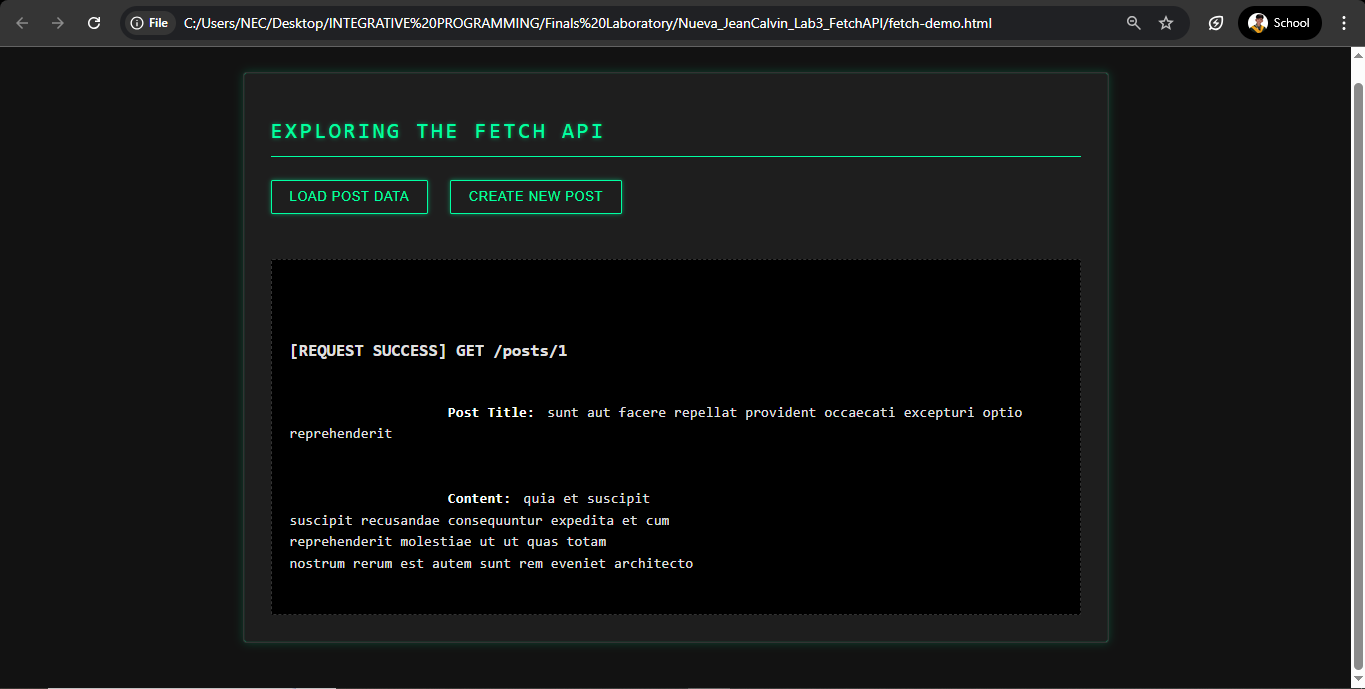 File
C:/Users/NEC/Desktop/INTEGRATIVE%20PROGRAMMING/Finals%20Laboratory/Nueva_JeanCalvin_Lab3_FetchAPI/fetch-demo.html
School
EXPLORING THE FETCH API
LOAD POST DATA
CREATE NEW POST
[REQUEST SUCCESS] GET /posts/1
Post Title: sunt aut facere repellat provident occaecati excepturi optio
reprehenderit
Content: quia et suscipit
suscipit recusandae consequuntur expedita et cum
reprehenderit molestiae ut ut quas totam
nostrum rerum est autem sunt rem eveniet architecto